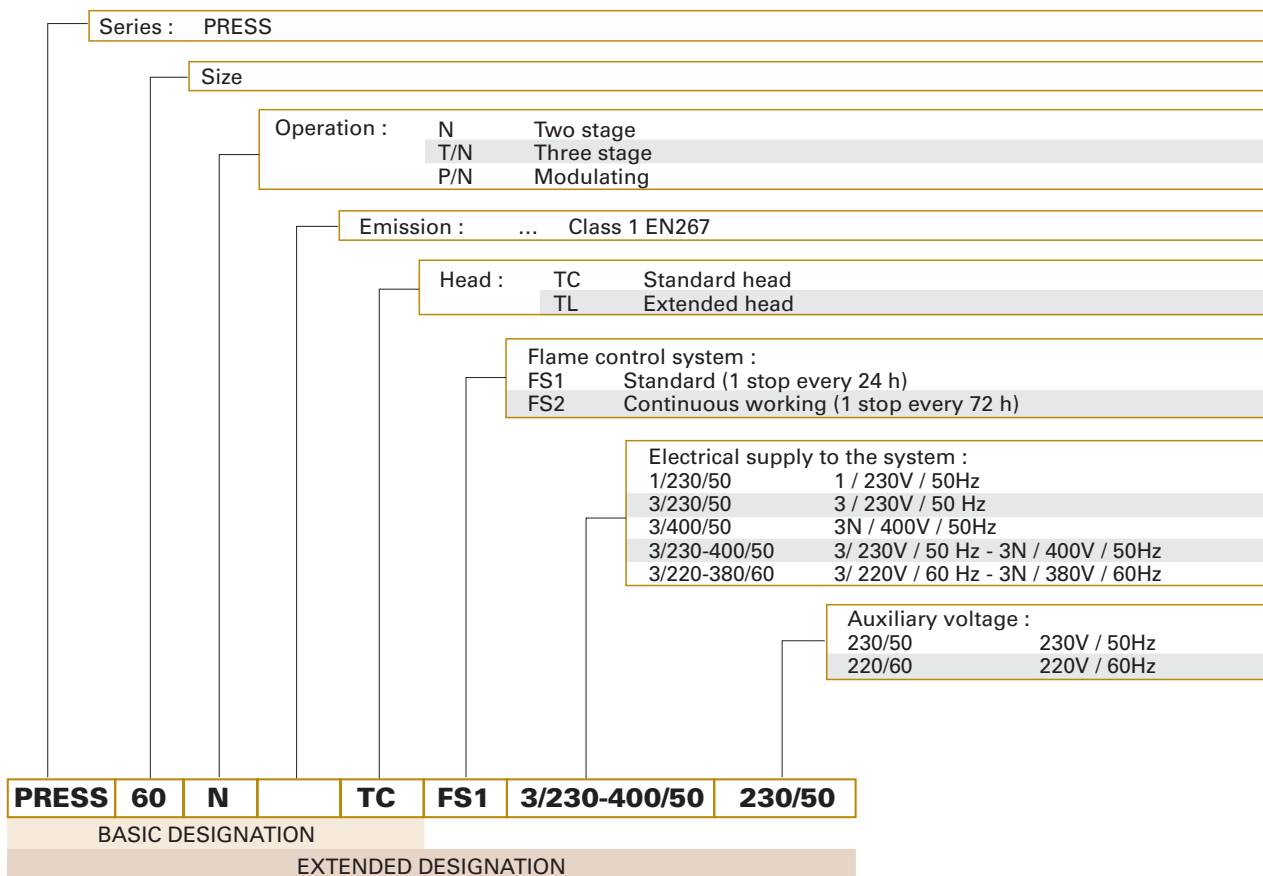 Series : PRESS
Size
Operation : N Two stage
T/N Three stage
P/N Modulating
Emission : ... Class 1 EN267
Head : TC Standard head
TL Extended head
Flame control system :
FS1 Standard (1 stop every 24 h)
FS2 Continuous working (1 stop every 72 h)
Electrical supply to the system :
1/230/50 1 / 230V / 50Hz
3/230/50 3 / 230V / 50 Hz
3/400/50 3N / 400V / 50Hz
3/230-400/50 3/ 230V / 50 Hz - 3N / 400V / 50Hz
3/220-380/60 3/ 220V / 60 Hz - 3N / 380V / 60Hz
Auxiliary voltage :
230/50 230V / 50Hz
220/60 220V / 60Hz
PRESS 60 N TC FS1 3/230-400/50 230/50
BASIC DESIGNATION
EXTENDED DESIGNATION